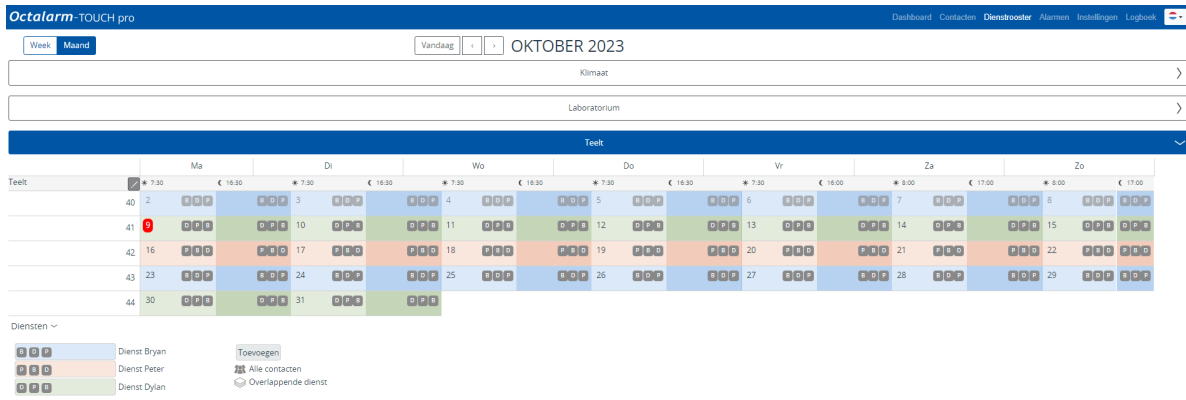 Octalarm-TOUCH pro Dashboard Contacten Dienstrooster Alarmen Instellingen Logboek
Week Maand Vandaag ‹ › OKTOBER 2023
Klimaat
Laboratorium
Teelt
Ma Di Wo Do Vr Za Zo
Teelt 7:30 16:30 7:30 16:30 7:30 16:30 7:30 16:30 7:30 16:00 8:00 17:00 8:00 17:00
40 2 B D P B D P 3 B D P B D P 4 B D P B D P 5 B D P B D P 6 B D P B D P 7 B D P B D P 8 B D P B D P
41 9 D P B D P B 10 D P B D P B 11 D P B D P B 12 D P B D P B 13 D P B D P B 14 D P B D P B 15 D P B D P B
42 16 P B D P B D 17 P B D P B D 18 P B D P B D 19 P B D P B D 20 P B D P B D 21 P B D P B D 22 P B D P B D
43 23 B D P B D P 24 B D P B D P 25 B D P B D P 26 B D P B D P 27 B D P B D P 28 B D P B D P 29 B D P B D P
44 30 D P B D P B 31 D P B D P B
Diensten
B D P Dienst Bryan Toevoegen
P B D Dienst Peter Alle contacten
D P B Dienst Dylan Overlappende dienst